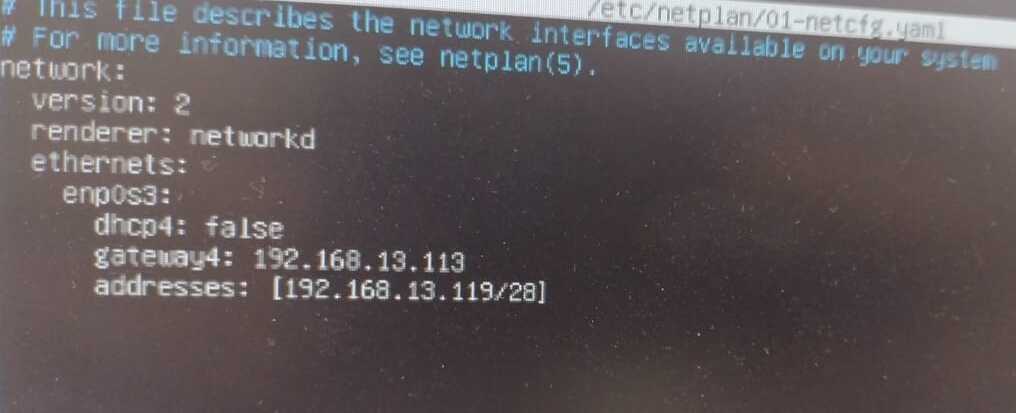 /etc/netplan/01-netcfg.yaml
# This file describes the network interfaces available on your system
# For more information, see netplan(5).
network:
  version: 2
  renderer: networkd
  ethernets:
    enp0s3:
      dhcp4: false
      gateway4: 192.168.13.113
      addresses: [192.168.13.119/28]